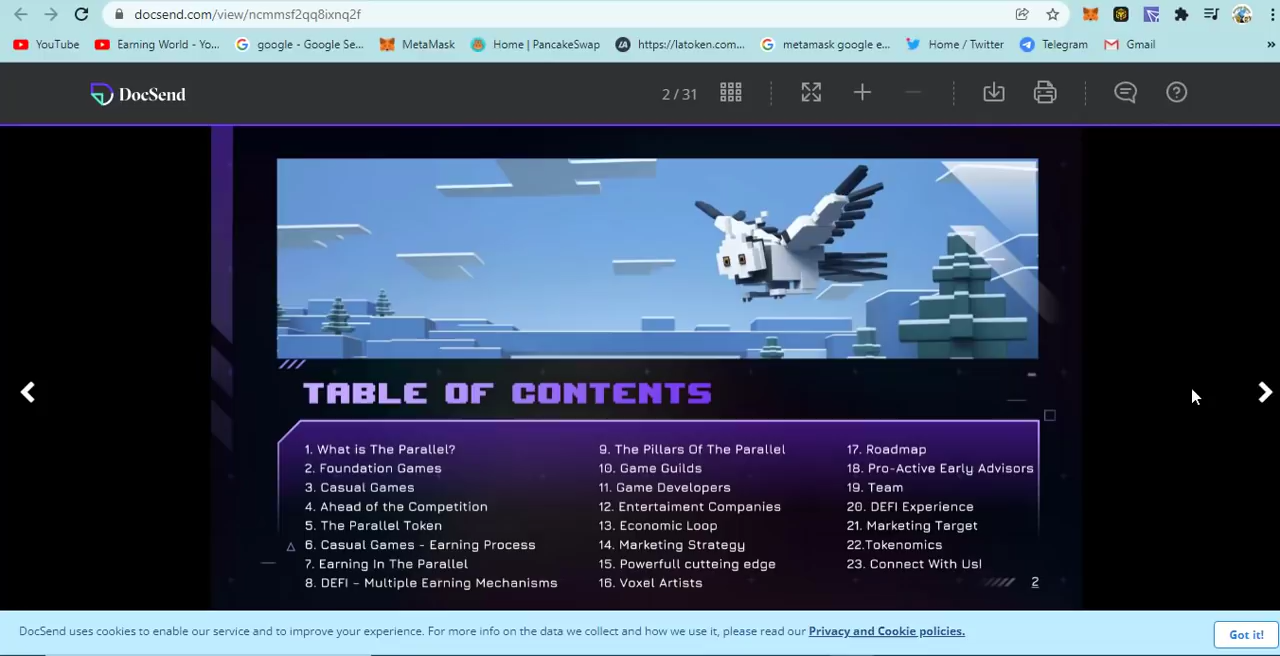 docsend.com/view/ncmmsf2qq8ixnq2f
YouTube
Earning World - Yo...
google - Google Se...
MetaMask
Home | PancakeSwap
https://latoken.com...
metamask google e...
Home / Twitter
Telegram
Gmail
»
DocSend
2 / 31
TABLE OF CONTENTS
1. What is The Parallel?
2. Foundation Games
3. Casual Games
4. Ahead of the Competition
5. The Parallel Token
6. Casual Games - Earning Process
7. Earning In The Parallel
8. DEFI – Multiple Earning Mechanisms
9. The Pillars Of The Parallel
10. Game Guilds
11. Game Developers
12. Entertaiment Companies
13. Economic Loop
14. Marketing Strategy
15. Powerfull cutteing edge
16. Voxel Artists
17. Roadmap
18. Pro-Active Early Advisors
19. Team
20. DEFI Experience
21. Marketing Target
22.Tokenomics
23. Connect With Us!
2
DocSend uses cookies to enable our service and to improve your experience. For more info on the data we collect and how we use it, please read our Privacy and Cookie policies.
Got it!